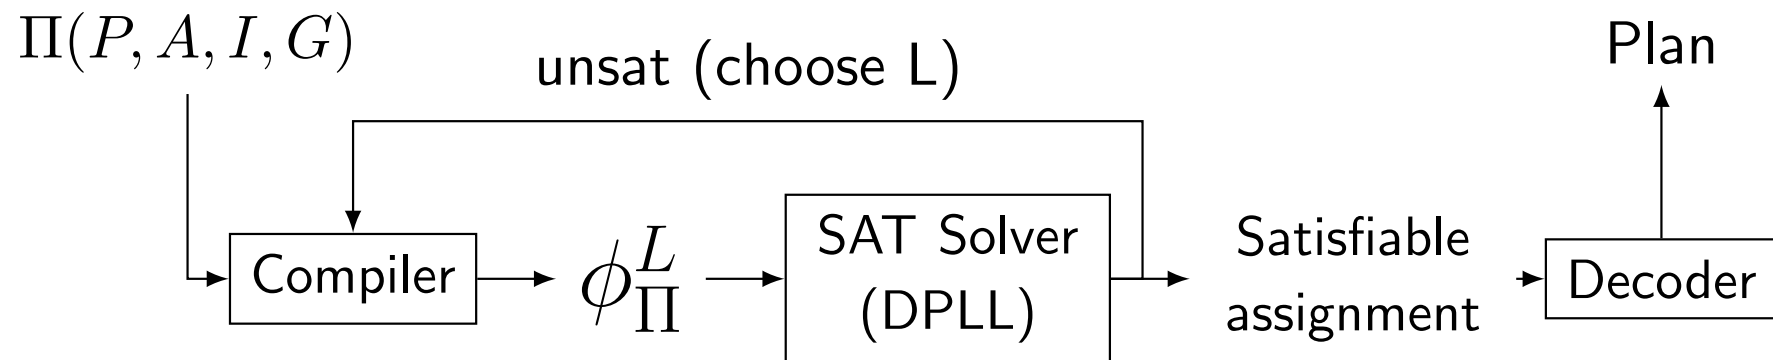 Π(P, A, I, G)
unsat (choose L)
Plan
Compiler
ϕ^L_Π
SAT Solver
(DPLL)
Satisfiable
assignment
Decoder